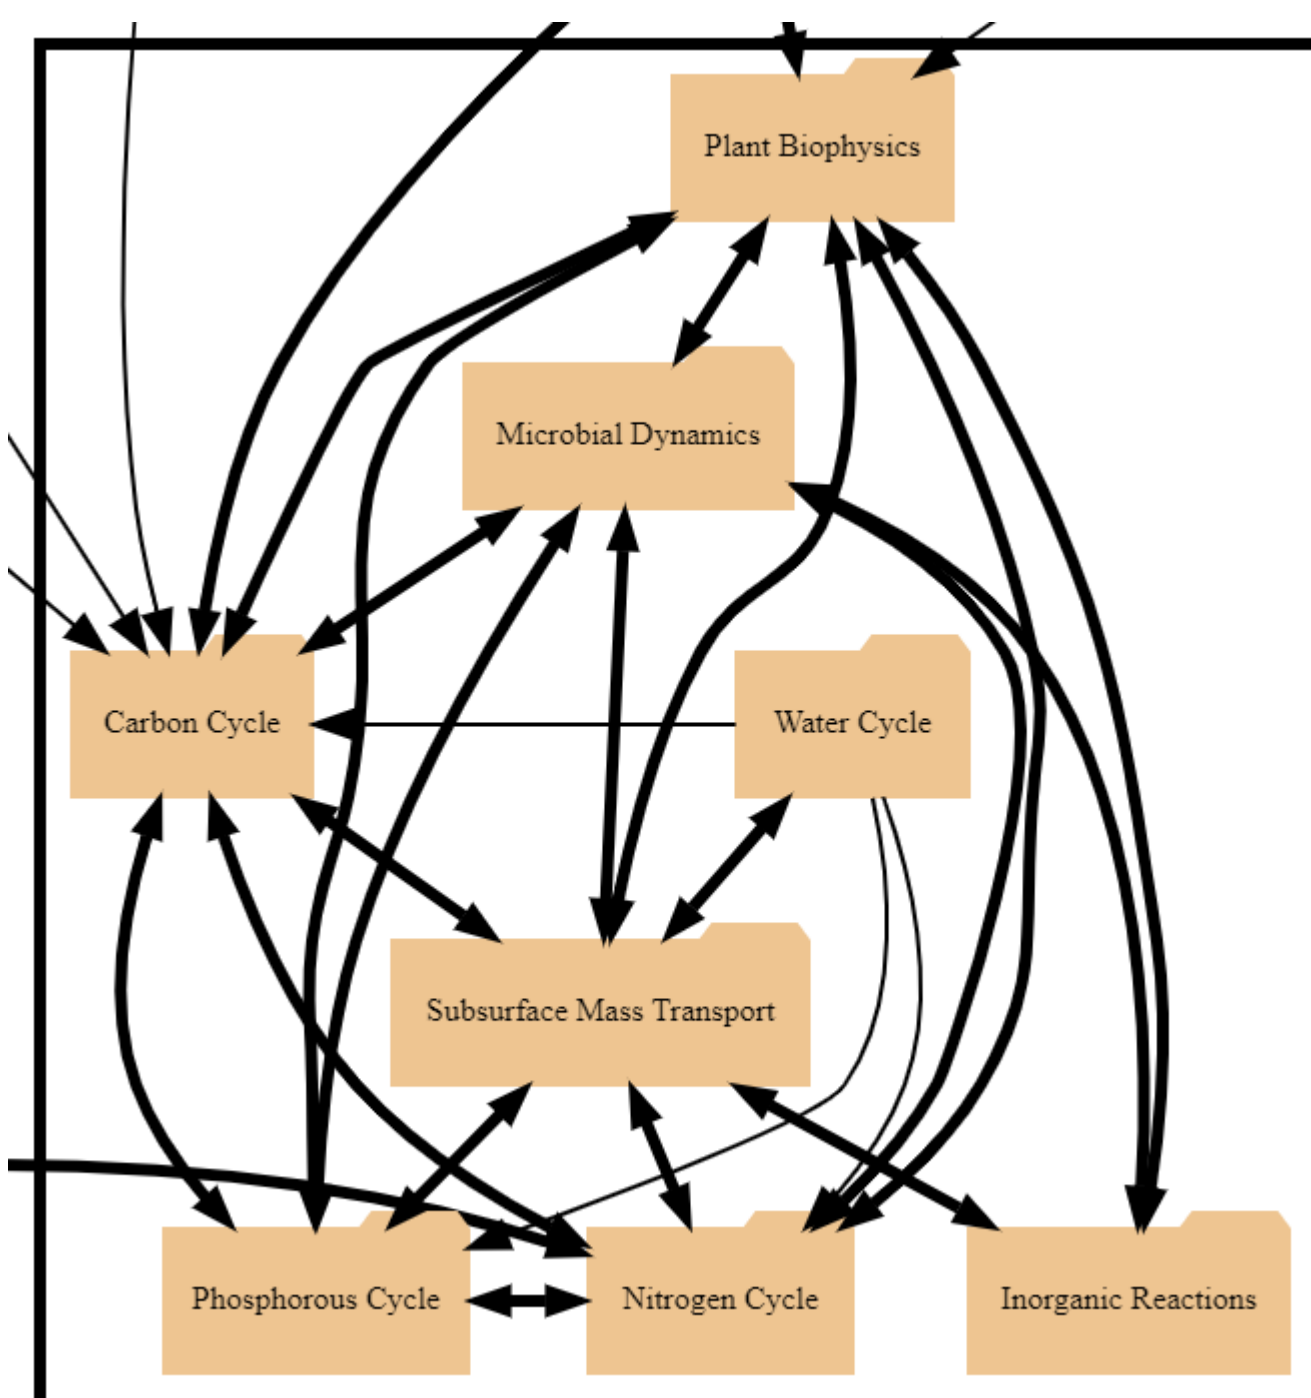 Plant Biophysics
Microbial Dynamics
Carbon Cycle
Water Cycle
Subsurface Mass Transport
Phosphorous Cycle
Nitrogen Cycle
Inorganic Reactions